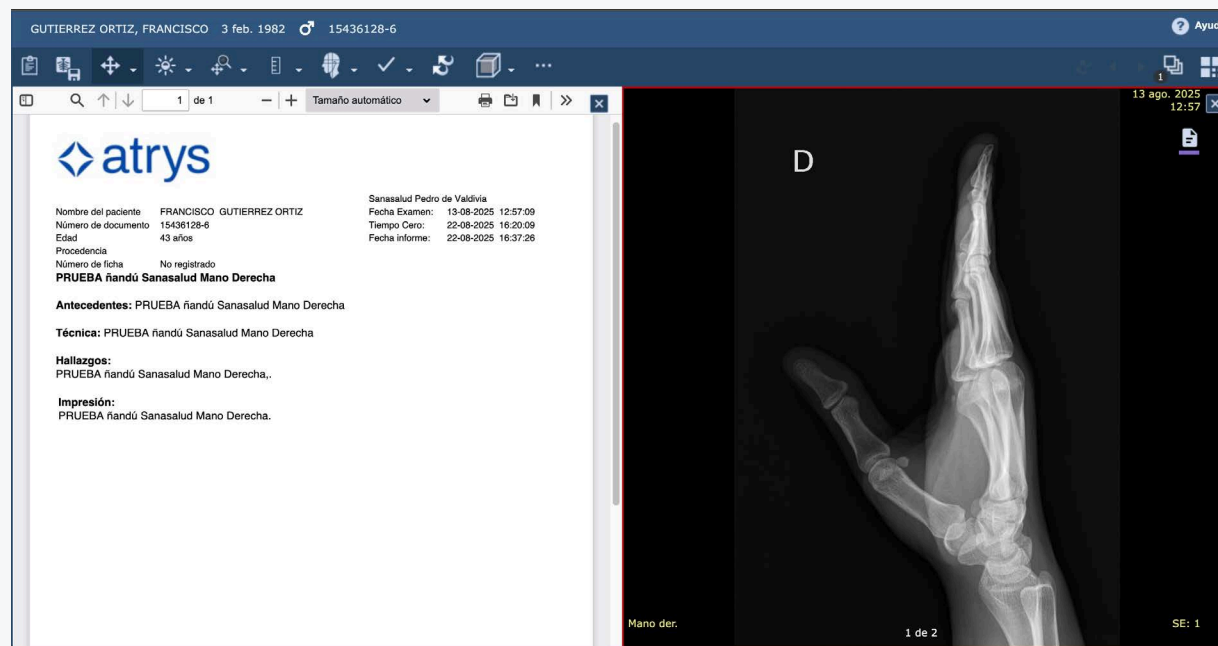 GUTIERREZ ORTIZ, FRANCISCO 3 feb. 1982 15436128-6
Ayud
1
1 de 1
Tamaño automático
atrys
Sanasalud Pedro de Valdivia
Nombre del paciente FRANCISCO GUTIERREZ ORTIZ Fecha Examen: 13-08-2025 12:57:09
Número de documento 15436128-6 Tiempo Cero: 22-08-2025 16:20:09
Edad 43 años Fecha informe: 22-08-2025 16:37:26
Procedencia
Número de ficha No registrado
PRUEBA ñandú Sanasalud Mano Derecha
Antecedentes: PRUEBA ñandú Sanasalud Mano Derecha
Técnica: PRUEBA ñandú Sanasalud Mano Derecha
Hallazgos:
PRUEBA ñandú Sanasalud Mano Derecha,.
Impresión:
PRUEBA ñandú Sanasalud Mano Derecha.
13 ago. 2025
12:57
D
Mano der.
1 de 2
SE: 1